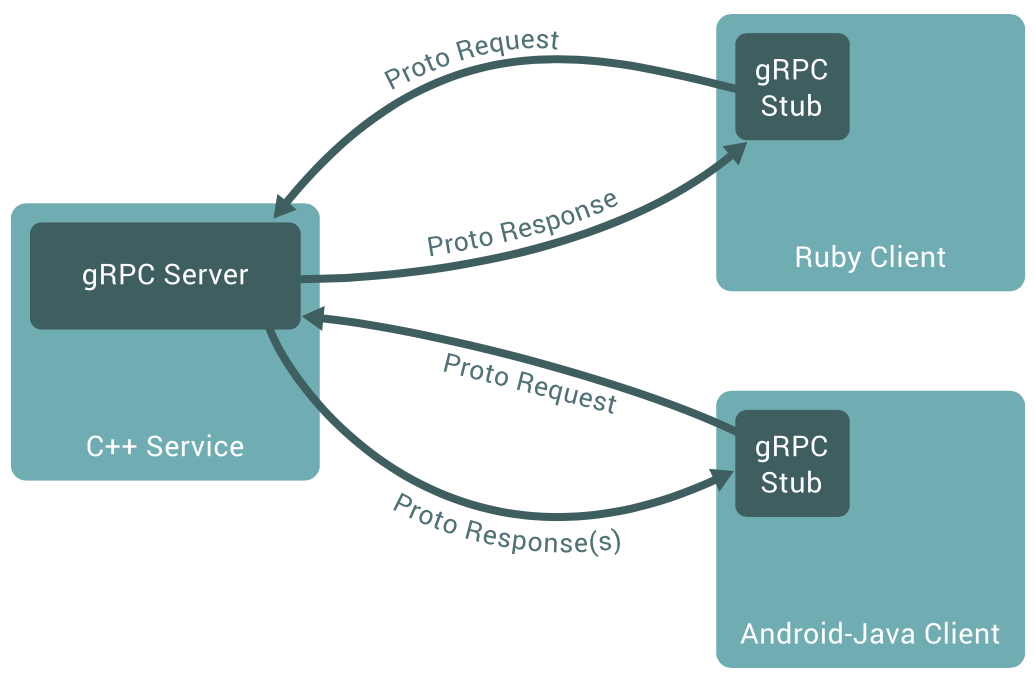 Proto Request
gRPC
Stub
Proto Response
Ruby Client
gRPC Server
C++ Service
Proto Request
gRPC
Stub
Proto Response(s)
Android-Java Client